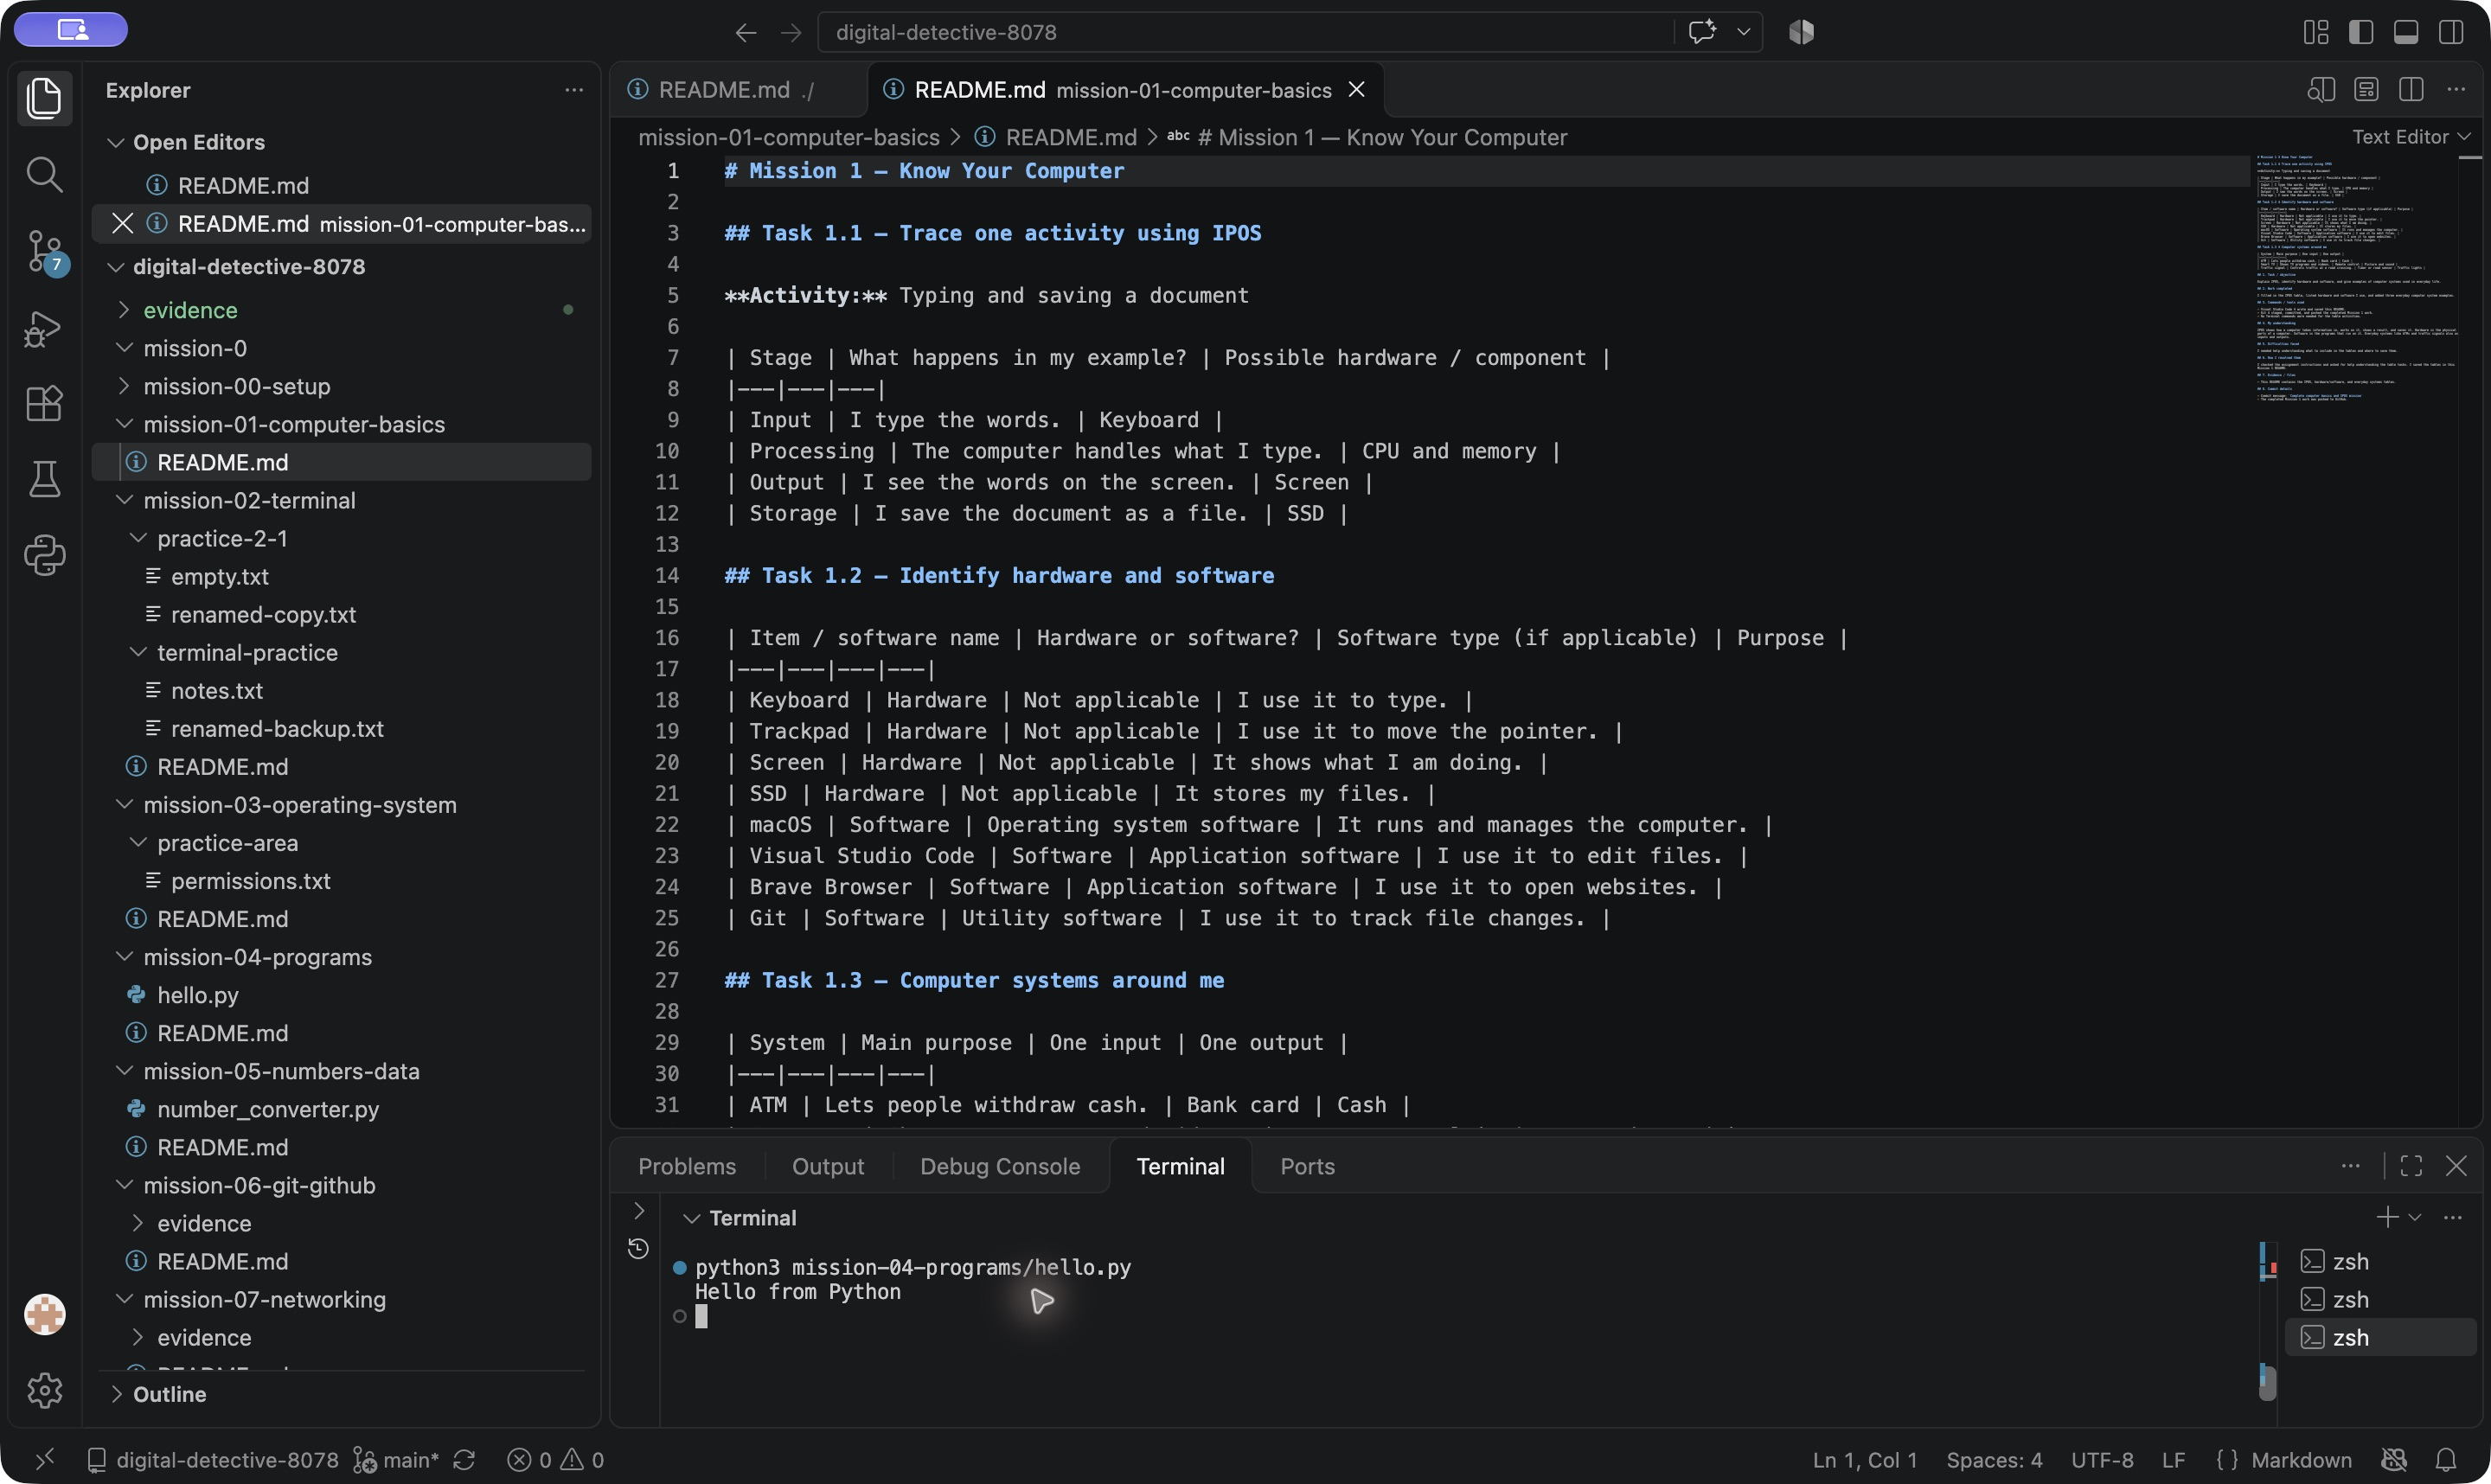 digital-detective-8078
Explorer
Open Editors
README.md
README.md mission-01-computer-bas...
digital-detective-8078
evidence
mission-0
mission-00-setup
mission-01-computer-basics
README.md
mission-02-terminal
practice-2-1
empty.txt
renamed-copy.txt
terminal-practice
notes.txt
renamed-backup.txt
README.md
mission-03-operating-system
practice-area
permissions.txt
README.md
mission-04-programs
hello.py
README.md
mission-05-numbers-data
number_converter.py
README.md
mission-06-git-github
evidence
README.md
mission-07-networking
evidence
Outline
7
README.md ./
README.md mission-01-computer-basics
mission-01-computer-basics > README.md > abc # Mission 1 — Know Your Computer
Text Editor
1 # Mission 1 — Know Your Computer
2
3 ## Task 1.1 — Trace one activity using IPOS
4
5 **Activity:** Typing and saving a document
6
7 | Stage | What happens in my example? | Possible hardware / component |
8 |---|---|---|
9 | Input | I type the words. | Keyboard |
10 | Processing | The computer handles what I type. | CPU and memory |
11 | Output | I see the words on the screen. | Screen |
12 | Storage | I save the document as a file. | SSD |
13
14 ## Task 1.2 — Identify hardware and software
15
16 | Item / software name | Hardware or software? | Software type (if applicable) | Purpose |
17 |---|---|---|---|
18 | Keyboard | Hardware | Not applicable | I use it to type. |
19 | Trackpad | Hardware | Not applicable | I use it to move the pointer. |
20 | Screen | Hardware | Not applicable | It shows what I am doing. |
21 | SSD | Hardware | Not applicable | It stores my files. |
22 | macOS | Software | Operating system software | It runs and manages the computer. |
23 | Visual Studio Code | Software | Application software | I use it to edit files. |
24 | Brave Browser | Software | Application software | I use it to open websites. |
25 | Git | Software | Utility software | I use it to track file changes. |
26
27 ## Task 1.3 — Computer systems around me
28
29 | System | Main purpose | One input | One output |
30 |---|---|---|---|
31 | ATM | Lets people withdraw cash. | Bank card | Cash |
Problems Output Debug Console Terminal Ports
Terminal
python3 mission-04-programs/hello.py
Hello from Python
zsh
zsh
zsh
digital-detective-8078 main* 0 0
Ln 1, Col 1 Spaces: 4 UTF-8 LF {} Markdown